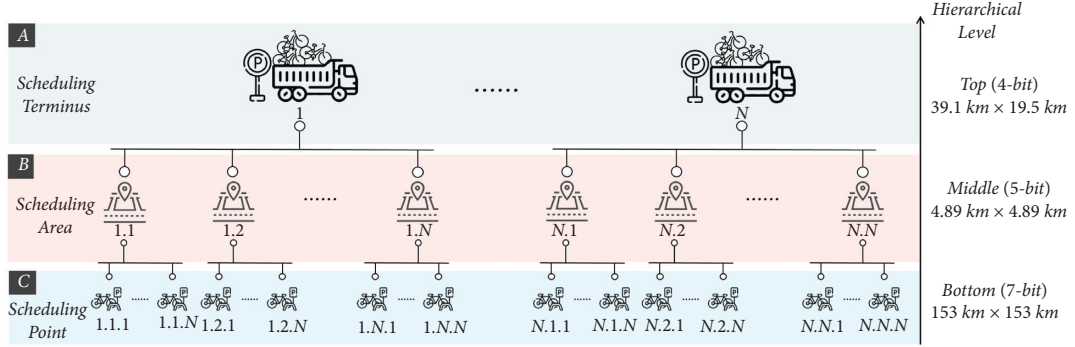 Hierarchical
Level
A
Scheduling
Terminus
P
P
......
1
N
Top (4-bit)
39.1 km × 19.5 km
B
Scheduling
Area
......
......
1.1
1.2
1.N
N.1
N.2
N.N
Middle (5-bit)
4.89 km × 4.89 km
C
Scheduling
Point
P ...... P P ...... P P ...... P P ...... P P ...... P P ...... P
1.1.1
1.1.N
1.2.1
1.2.N
1.N.1
1.N.N
N.1.1
N.1.N
N.2.1
N.2.N
N.N.1
N.N.N
Bottom (7-bit)
153 km × 153 km